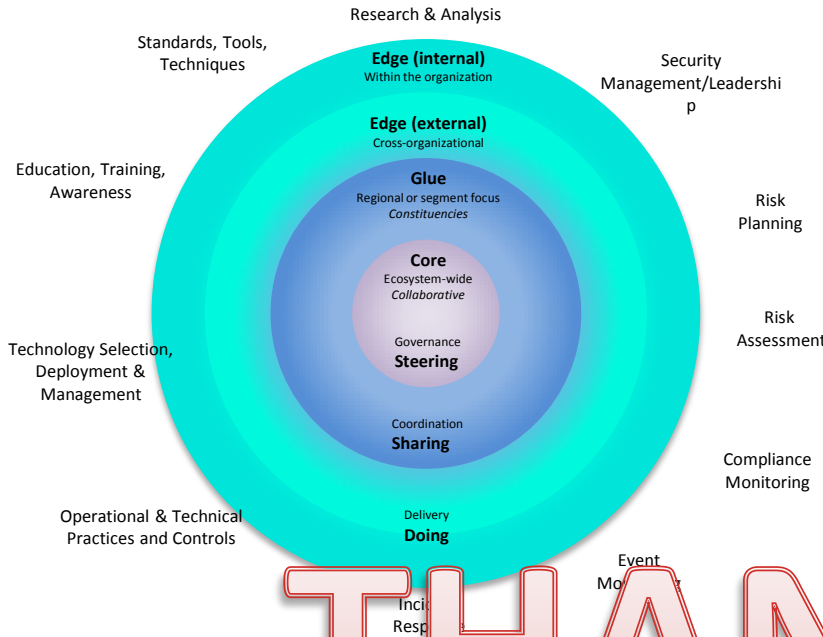 Research & Analysis
Standards, Tools,
Techniques
Edge (internal)
Within the organization
Security
Management/Leadershi
p
Edge (external)
Cross-organizational
Education, Training,
Awareness
Glue
Regional or segment focus
Constituencies
Risk
Planning
Core
Ecosystem-wide
Collaborative
Risk
Assessment
Governance
Steering
Technology Selection,
Deployment &
Management
Coordination
Sharing
Compliance
Monitoring
Operational & Technical
Practices and Controls
Delivery
Doing
Event
THAN